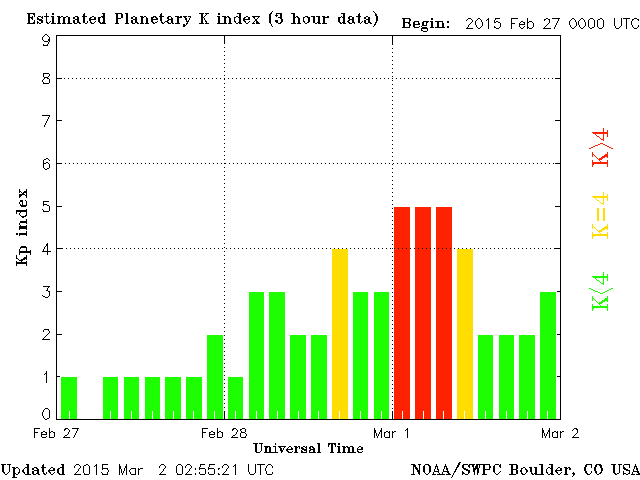 Estimated Planetary K index (3 hour data) Begin: 2015 Feb 27 0000 UTC
9
8
7
6
5
4
3
2
1
0
Kp index
K>4
K=4
K<4
Feb 27 Feb 28 Mar 1 Mar 2
Universal Time
Updated 2015 Mar 2 02:55:21 UTC NOAA/SWPC Boulder, CO USA